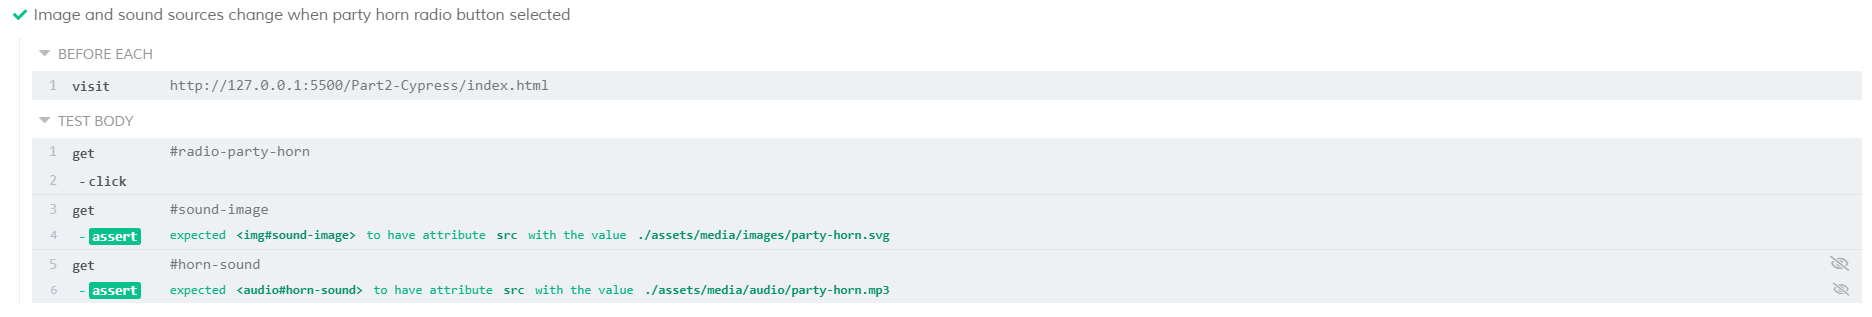 Image and sound sources change when party horn radio button selected
BEFORE EACH
1 visit http://127.0.0.1:5500/Part2-Cypress/index.html
TEST BODY
1 get #radio-party-horn
2 -click
3 get #sound-image
4 -assert expected <img#sound-image> to have attribute src with the value ./assets/media/images/party-horn.svg
5 get #horn-sound
6 -assert expected <audio#horn-sound> to have attribute src with the value ./assets/media/audio/party-horn.mp3